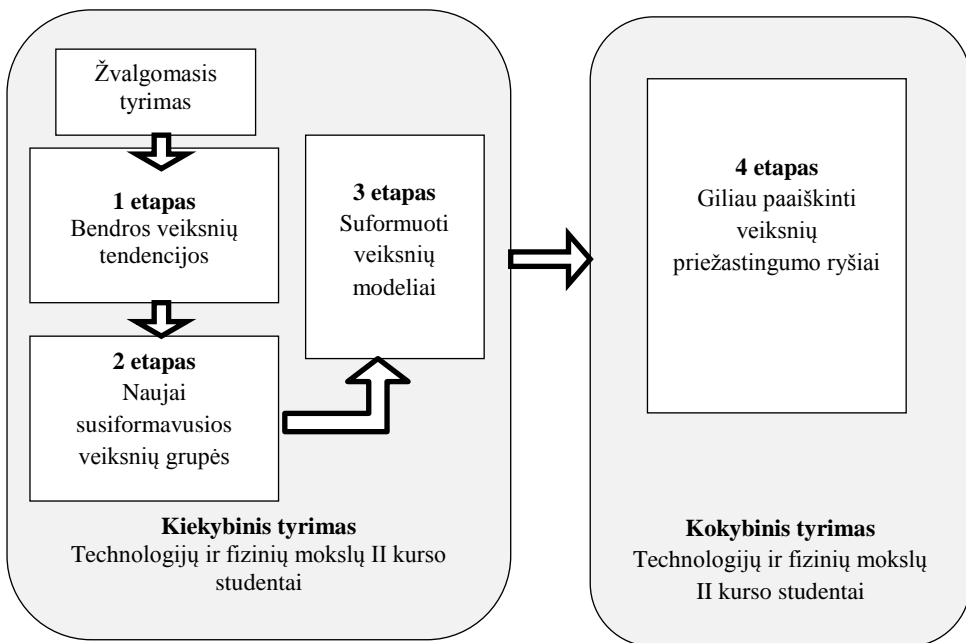 Žvalgomasis
tyrimas
1 etapas
Bendros veiksnių
tendencijos
2 etapas
Naujai
susiformavusios
veiksnių grupės
3 etapas
Suformuoti
veiksnių
modeliai
Kiekybinis tyrimas
Technologijų ir fizinių mokslų II kurso
studentai
4 etapas
Giliau paaiškinti
veiksnių
priežastingumo ryšiai
Kokybinis tyrimas
Technologijų ir fizinių mokslų
II kurso studentai